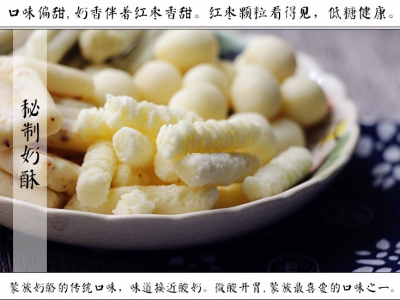 口味偏甜,奶香伴着红枣香甜。红枣颗粒看得见，低糖健康。
秘制奶酥
蒙族奶酪的传统口味，味道接近酸奶。微酸开胃,蒙族最喜爱的口味之一。